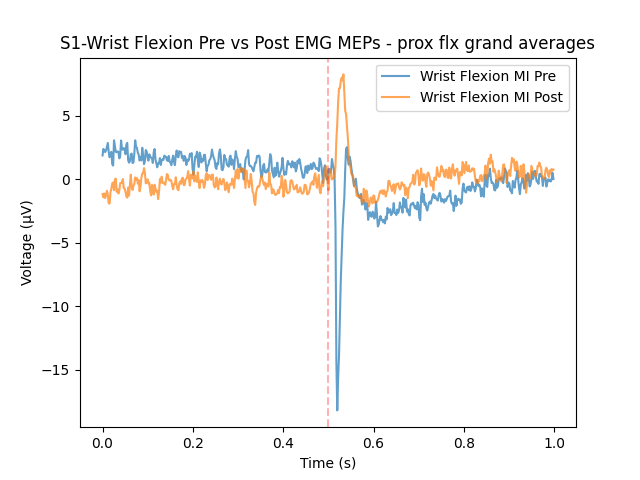 S1-Wrist Flexion Pre vs Post EMG MEPs - prox flx grand averages
Wrist Flexion MI Pre
Wrist Flexion MI Post
5
0
−5
−10
−15
Voltage (µV)
0.0 0.2 0.4 0.6 0.8 1.0
Time (s)